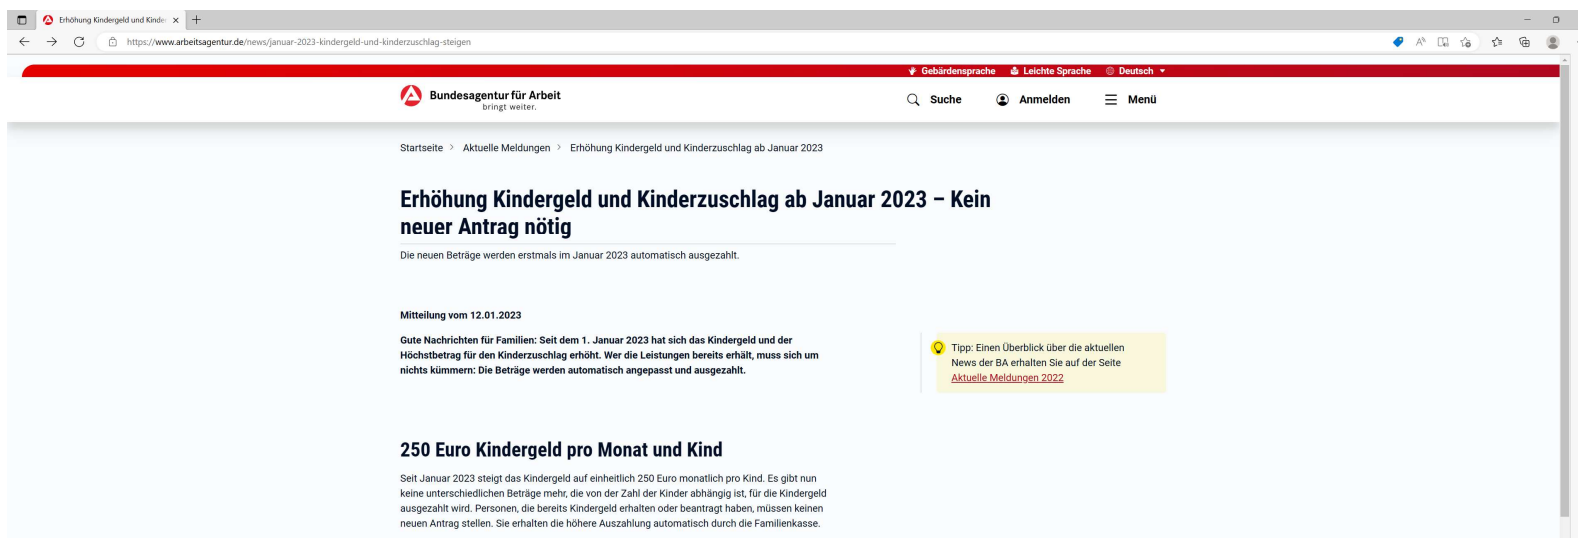 Erhöhung Kindergeld und Kinde
https://www.arbeitsagentur.de/news/januar-2023-kindergeld-und-kinderzuschlag-steigen
Gebärdensprache Leichte Sprache Deutsch
Bundesagentur für Arbeit
bringt weiter.
Suche Anmelden Menü
Startseite > Aktuelle Meldungen > Erhöhung Kindergeld und Kinderzuschlag ab Januar 2023
Erhöhung Kindergeld und Kinderzuschlag ab Januar 2023 – Kein
neuer Antrag nötig
Die neuen Beträge werden erstmals im Januar 2023 automatisch ausgezahlt.
Mitteilung vom 12.01.2023
Gute Nachrichten für Familien: Seit dem 1. Januar 2023 hat sich das Kindergeld und der
Höchstbetrag für den Kinderzuschlag erhöht. Wer die Leistungen bereits erhält, muss sich um
nichts kümmern: Die Beträge werden automatisch angepasst und ausgezahlt.
Tipp: Einen Überblick über die aktuellen
News der BA erhalten Sie auf der Seite
Aktuelle Meldungen 2022
250 Euro Kindergeld pro Monat und Kind
Seit Januar 2023 steigt das Kindergeld auf einheitlich 250 Euro monatlich pro Kind. Es gibt nun
keine unterschiedlichen Beträge mehr, die von der Zahl der Kinder abhängig ist, für die Kindergeld
ausgezahlt wird. Personen, die bereits Kindergeld erhalten oder beantragt haben, müssen keinen
neuen Antrag stellen. Sie erhalten die höhere Auszahlung automatisch durch die Familienkasse.